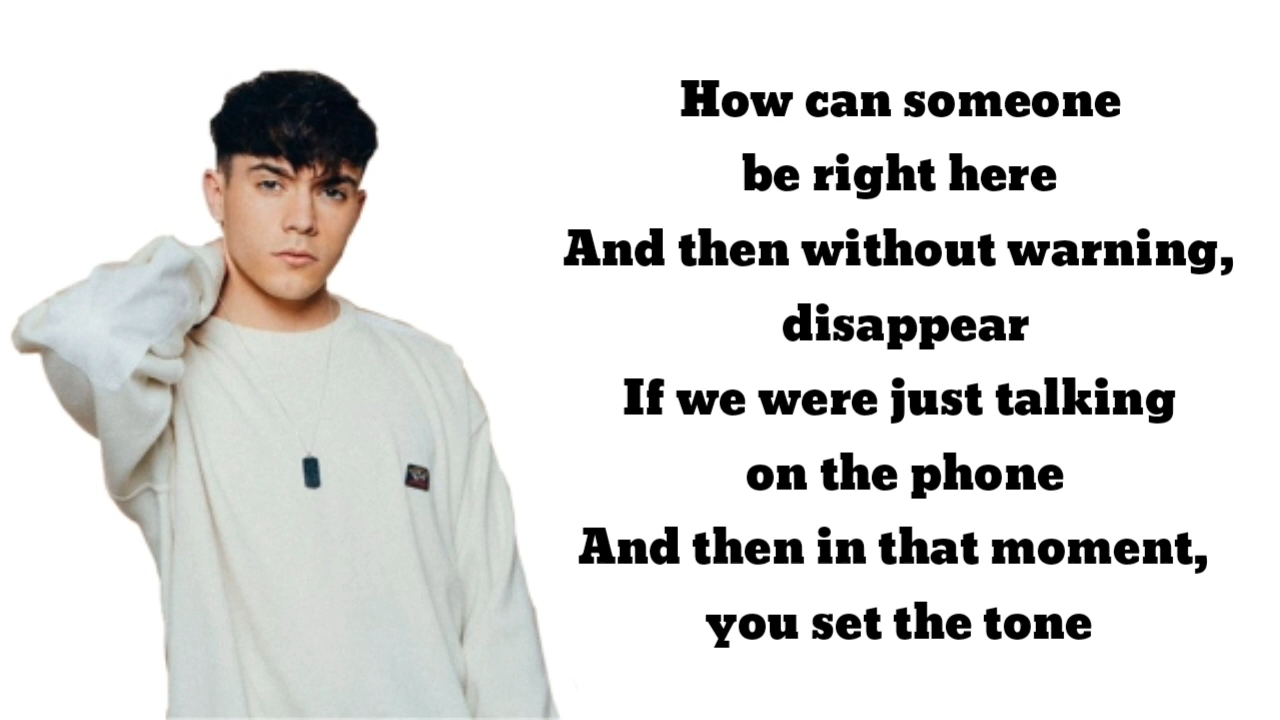 How can someone
be right here
And then without warning,
disappear
If we were just talking
on the phone
And then in that moment,
you set the tone